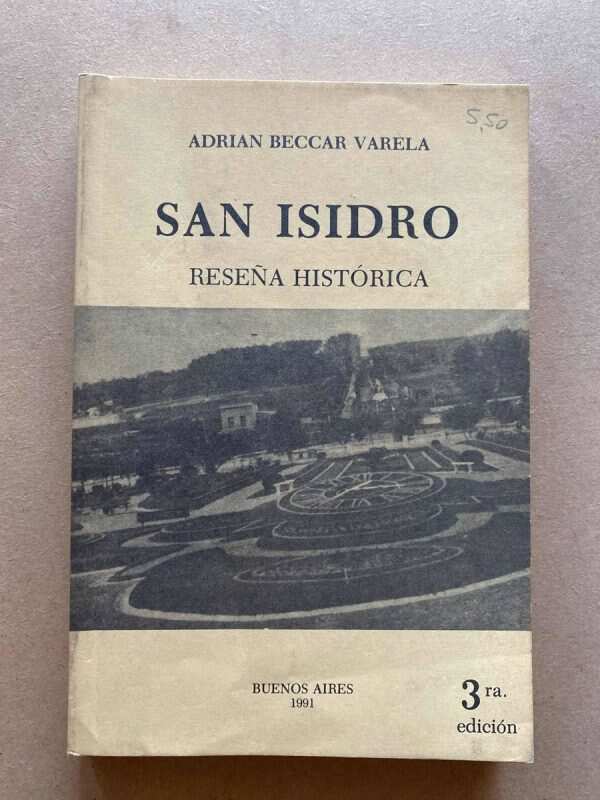 5,50
ADRIAN BECCAR VARELA
SAN ISIDRO
RESEÑA HISTÓRICA
BUENOS AIRES
1991
3ra.
edición